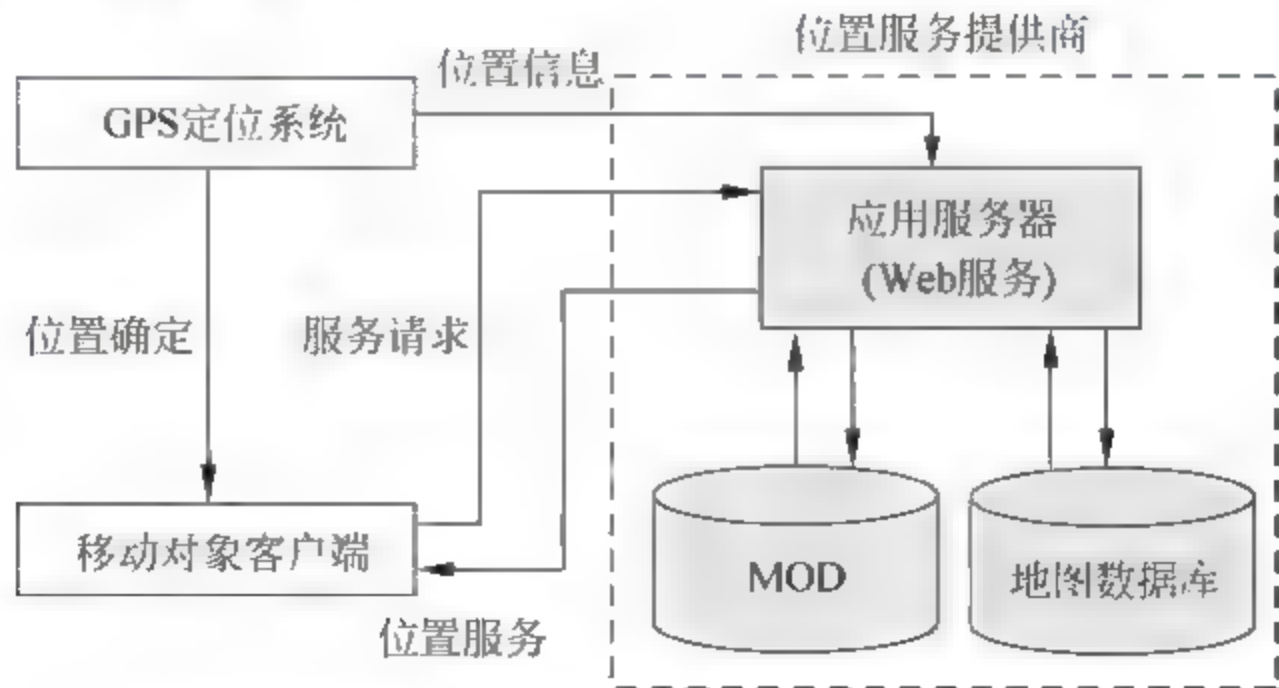 位置服务提供商
位置信息
GPS定位系统
应用服务器
(Web服务)
位置确定
服务请求
移动对象客户端
MOD
地图数据库
位置服务